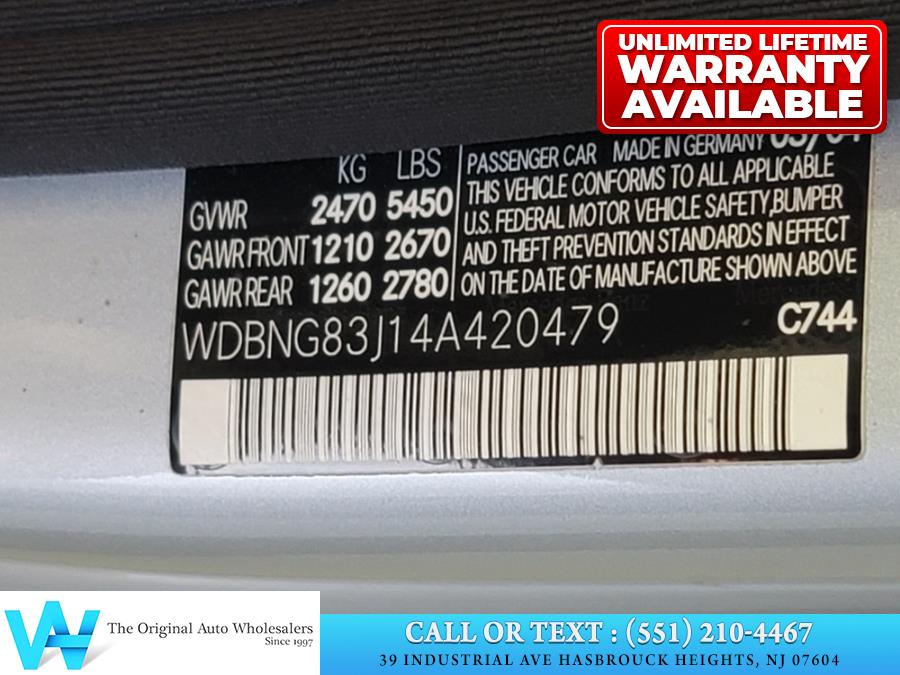 UNLIMITED LIFETIME
WARRANTY
AVAILABLE
KG LBS
GVWR 2470 5450
GAWR FRONT 1210 2670
GAWR REAR 1260 2780
PASSENGER CAR MADE IN GERMANY
THIS VEHICLE CONFORMS TO ALL APPLICABLE
U.S. FEDERAL MOTOR VEHICLE SAFETY, BUMPER
AND THEFT PREVENTION STANDARDS IN EFFECT
ON THE DATE OF MANUFACTURE SHOWN ABOVE
WDBNG83J14A420479
C744
The Original Auto Wholesalers
Since 1997
CALL OR TEXT : (551) 210-4467
39 INDUSTRIAL AVE HASBROUCK HEIGHTS, NJ 07604